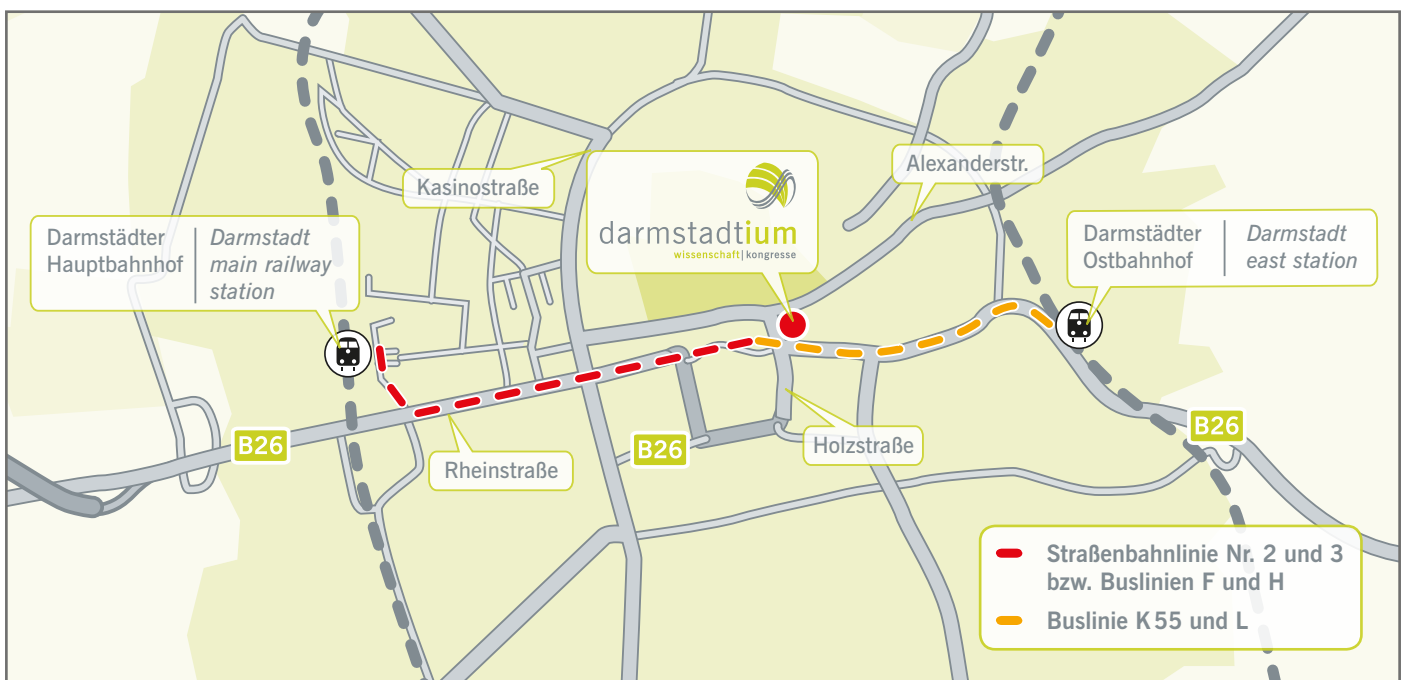 Kasinostraße
Alexanderstr.
darmstadtium
wissenschaft|kongresse
Darmstädter
Hauptbahnhof
Darmstadt
main railway
station
Darmstädter
Ostbahnhof
Darmstadt
east station
B26
B26
B26
Rheinstraße
Holzstraße
Straßenbahnlinie Nr. 2 und 3
bzw. Buslinien F und H
Buslinie K 55 und L